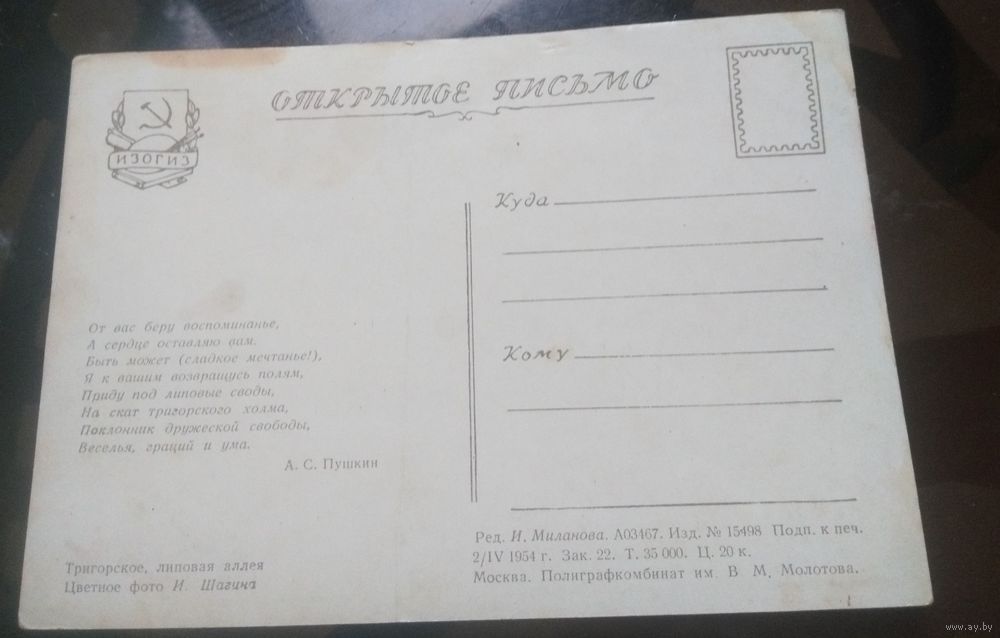 ОТКРЫТОЕ ПИСЬМО
ИЗОГИЗ
Куда
Кому
От вас беру воспоминанье,
А сердце оставляю вам.
Быть может (сладкое мечтанье!),
Я к вашим возвращусь полям,
Приду под липовые своды,
На скат тригорского холма,
Поклонник дружеской свободы,
Веселья, граций и ума.
А. С. Пушкин
Тригорское, липовая аллея
Цветное фото И. Шагина
Ред. И. Миланова. А03467. Изд. № 15498 Подп. к печ.
2/IV 1954 г. Зак. 22. Т. 35 000. Ц. 20 к.
Москва. Полиграфкомбинат им В М. Молотова.
www.ay.by